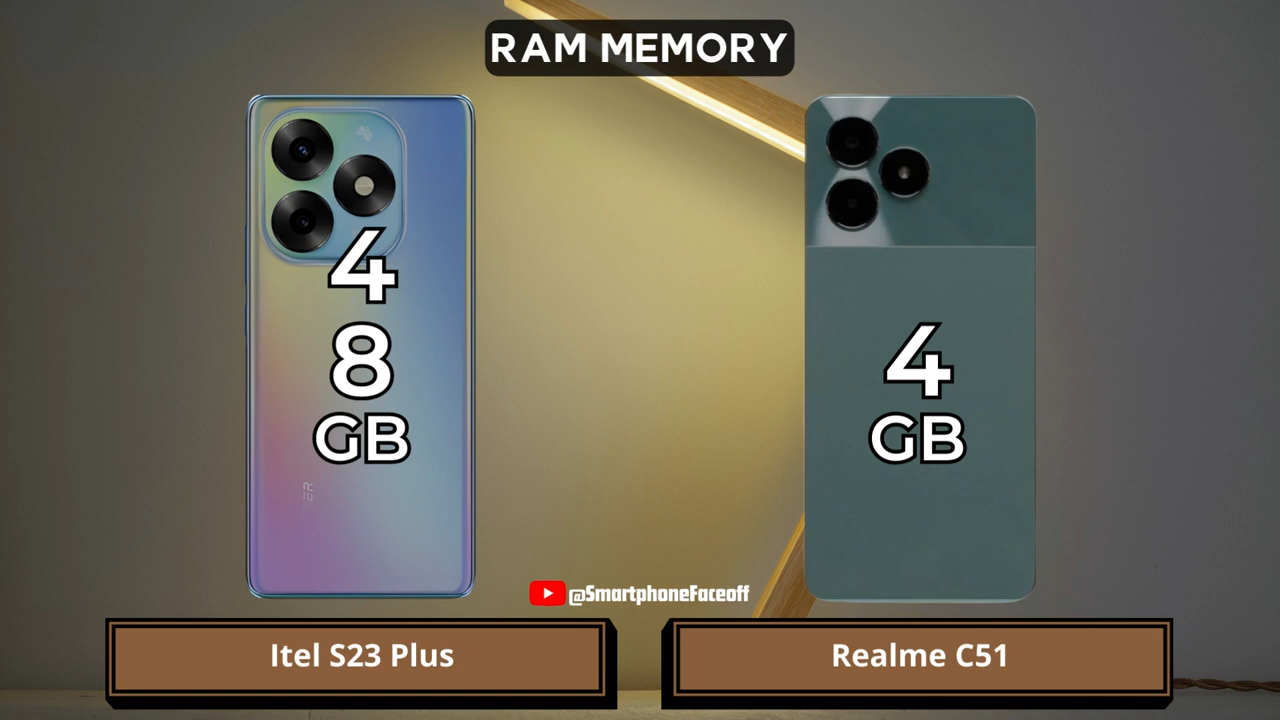 RAM MEMORY
4
8
GB
4
GB
@SmartphoneFaceoff
Itel S23 Plus
Realme C51